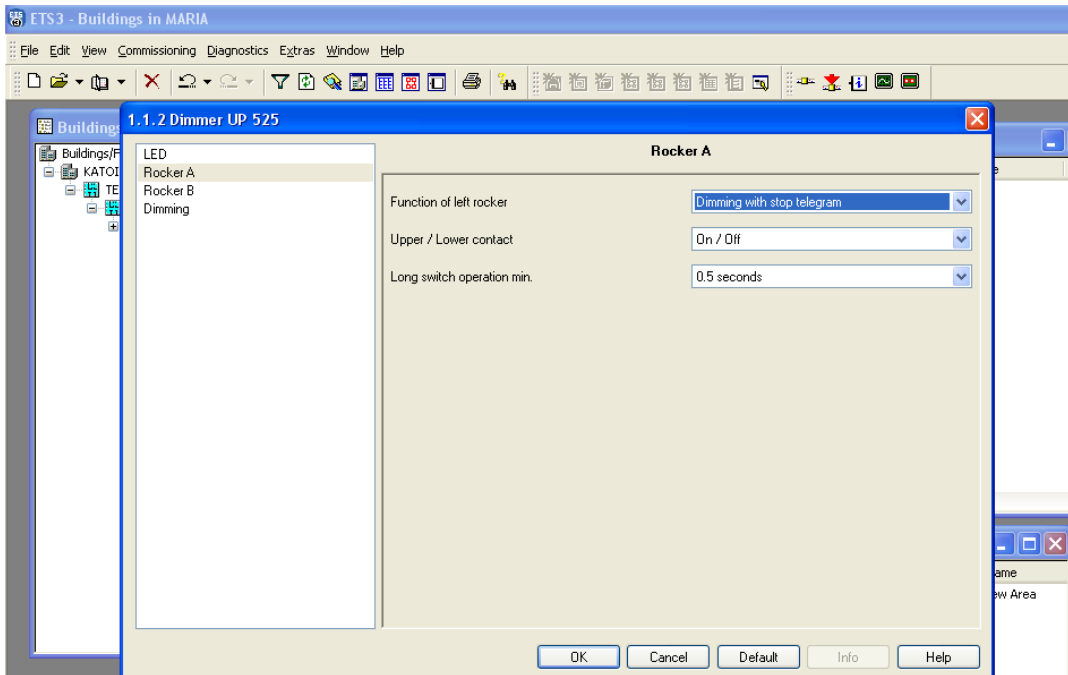 ETS3 - Buildings in MARIA
File Edit View Commissioning Diagnostics Extras Window Help
Buildings
1.1.2 Dimmer UP 525
Buildings/F
KATOI
TE
LED
Rocker A
Rocker B
Dimming
Rocker A
Function of left rocker
Dimming with stop telegram
Upper / Lower contact
On / Off
Long switch operation min.
0.5 seconds
ame
ew Area
OK Cancel Default Info Help